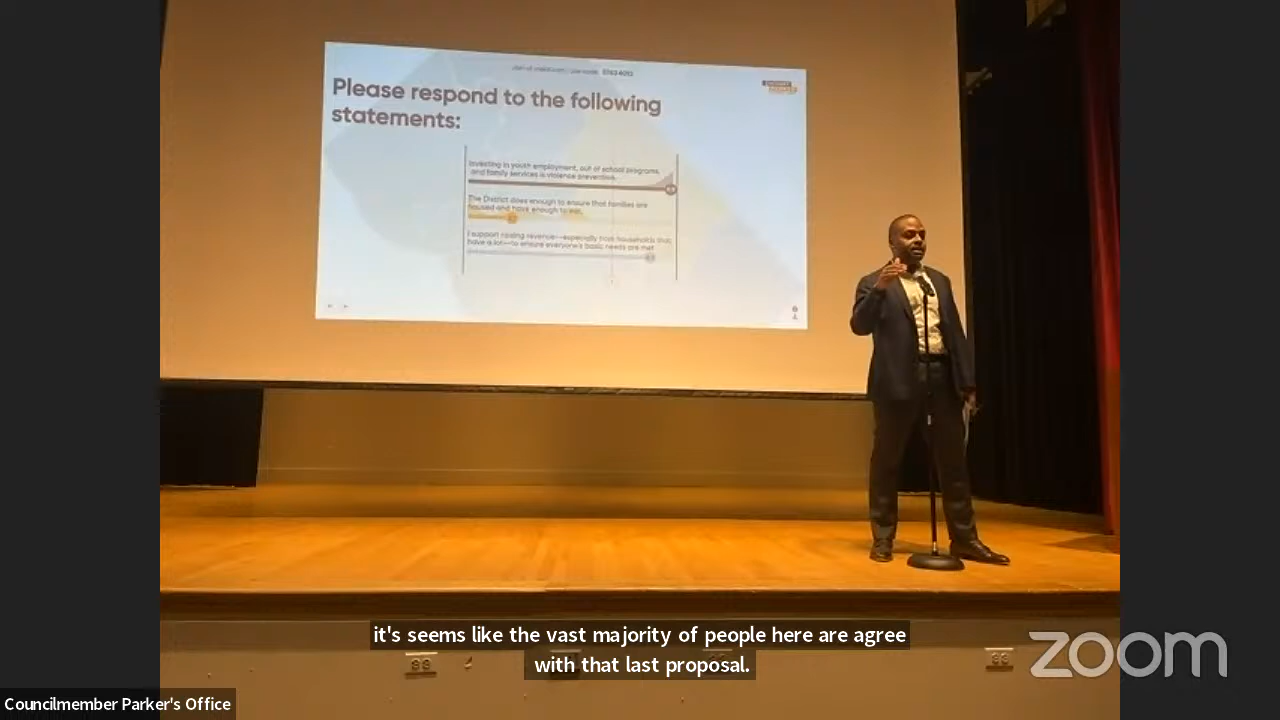 Please respond to the following
statements:
Investing in youth employment, out of school programs,
and family services is violence prevention.
The District does enough to ensure that families are
housed and have enough to eat.
I support raising revenue—especially from households that
have a lot—to ensure everyone's basic needs are met
it's seems like the vast majority of people here are agree
with that last proposal.
zoom
Councilmember Parker's Office